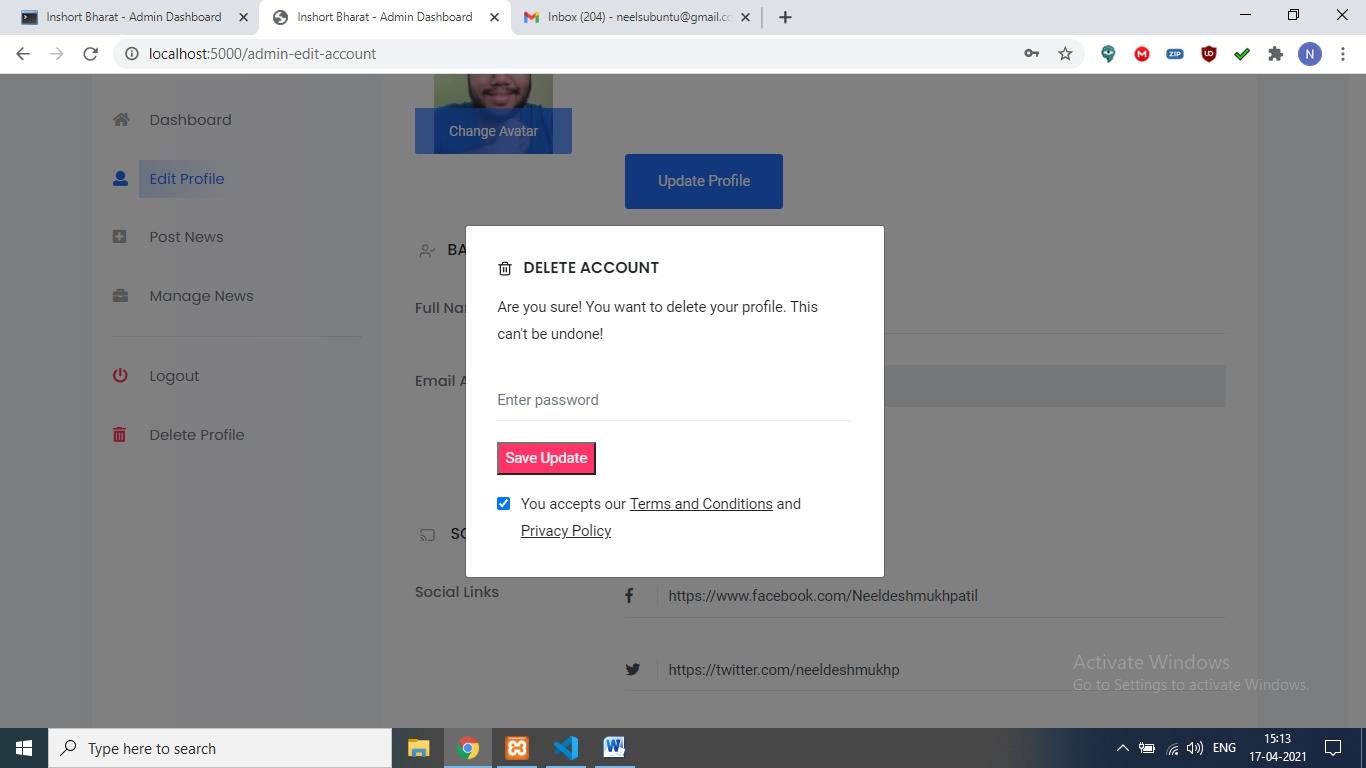 Inshort Bharat - Admin Dashboard
Inshort Bharat - Admin Dashboard
Inbox (204) - neelsubuntu@gmail.cc
localhost:5000/admin-edit-account
ZIP
N
Dashboard
Edit Profile
Post News
Manage News
Logout
Delete Profile
Change Avatar
Update Profile
BA
Full Nar
Email A
DELETE ACCOUNT
Are you sure! You want to delete your profile. This
can't be undone!
Enter password
Save Update
You accepts our Terms and Conditions and
Privacy Policy
SO
Social Links
https://www.facebook.com/Neeldeshmukhpatil
https://twitter.com/neeldeshmukhp
Activate Windows
Go to Settings to activate Windows.
Type here to search
ENG
15:13
17-04-2021